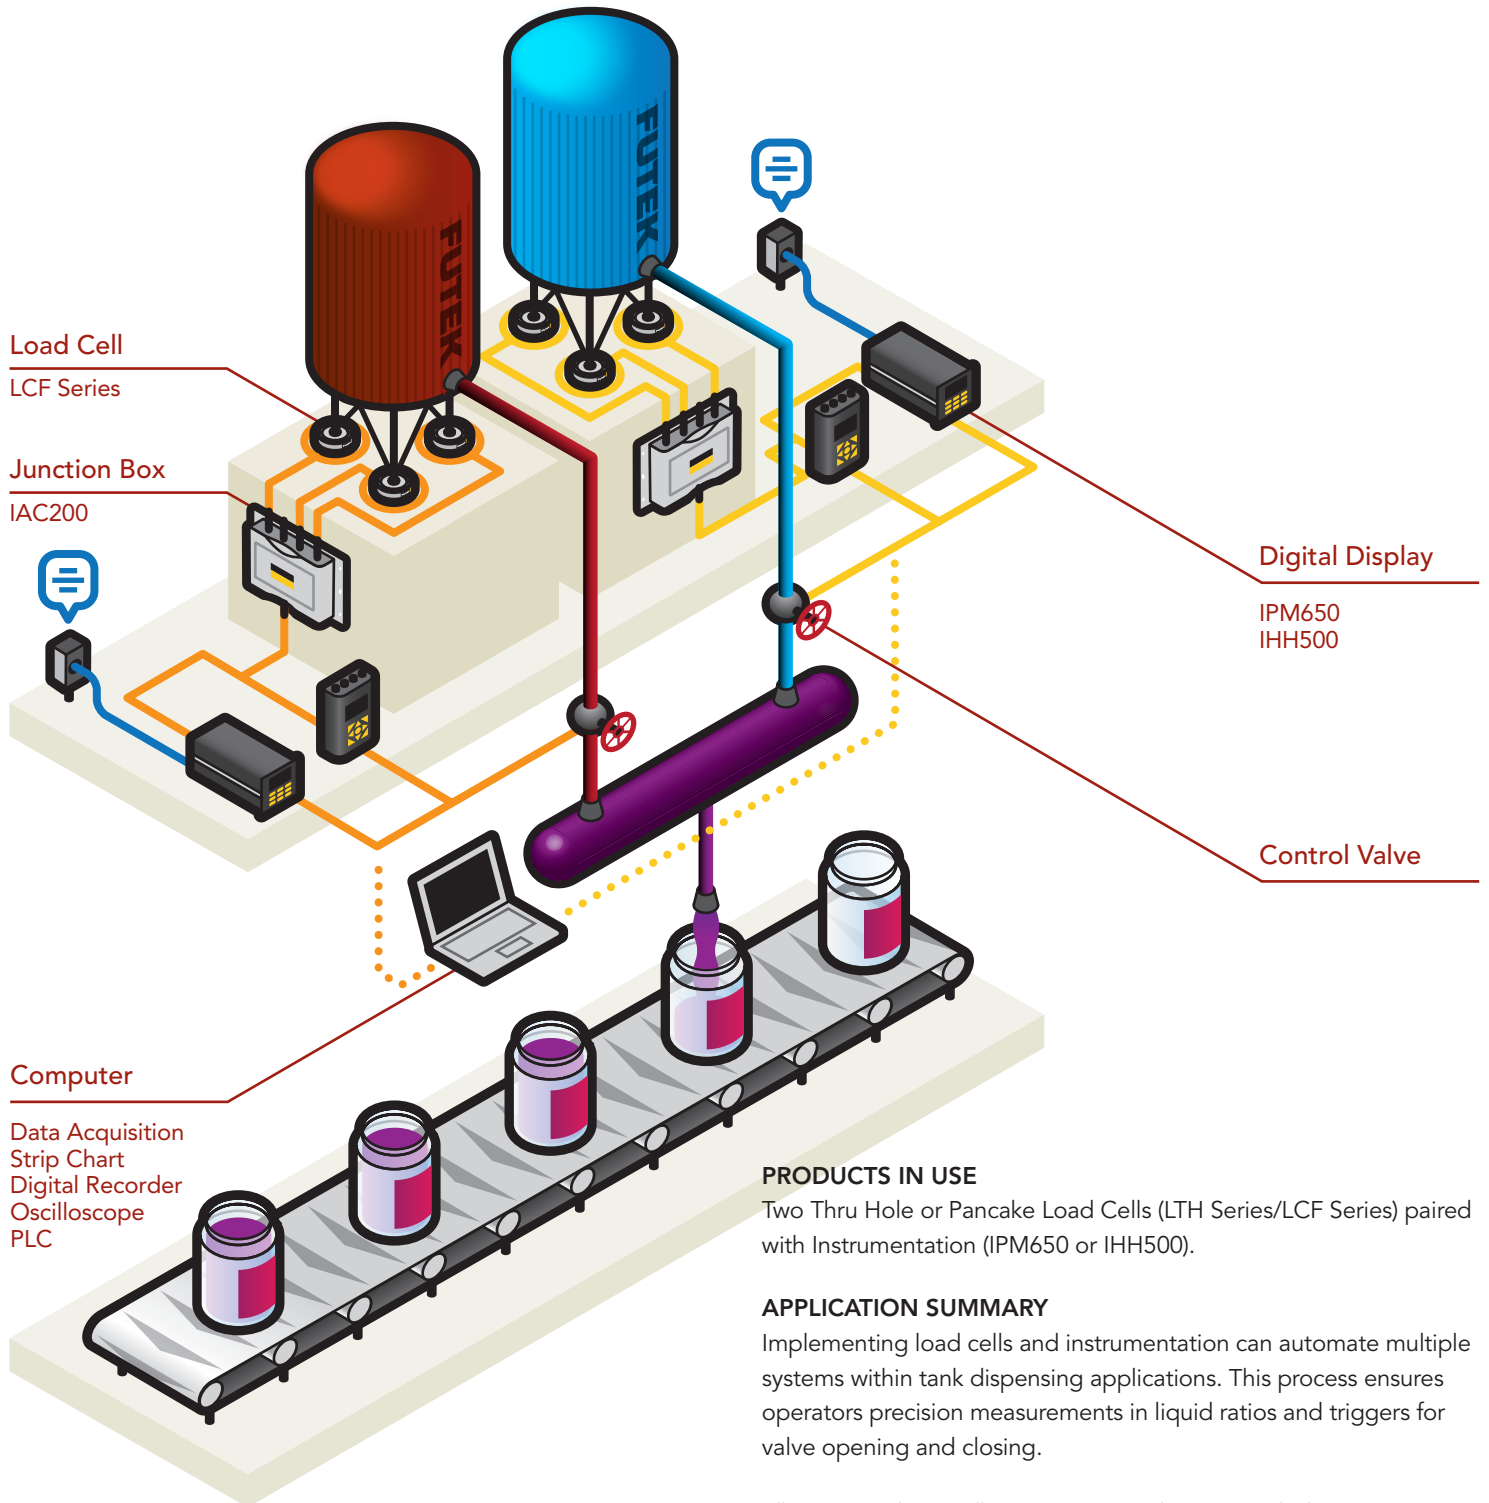 FUTEK
FUTEK
Load Cell
LCF Series
Junction Box
IAC200
Digital Display
IPM650
IHH500
Control Valve
Computer
Data Acquisition
Strip Chart
Digital Recorder
Oscilloscope
PLC
PRODUCTS IN USE
Two Thru Hole or Pancake Load Cells (LTH Series/LCF Series) paired
with Instrumentation (IPM650 or IHH500).
APPLICATION SUMMARY
Implementing load cells and instrumentation can automate multiple
systems within tank dispensing applications. This process ensures
operators precision measurements in liquid ratios and triggers for
valve opening and closing.